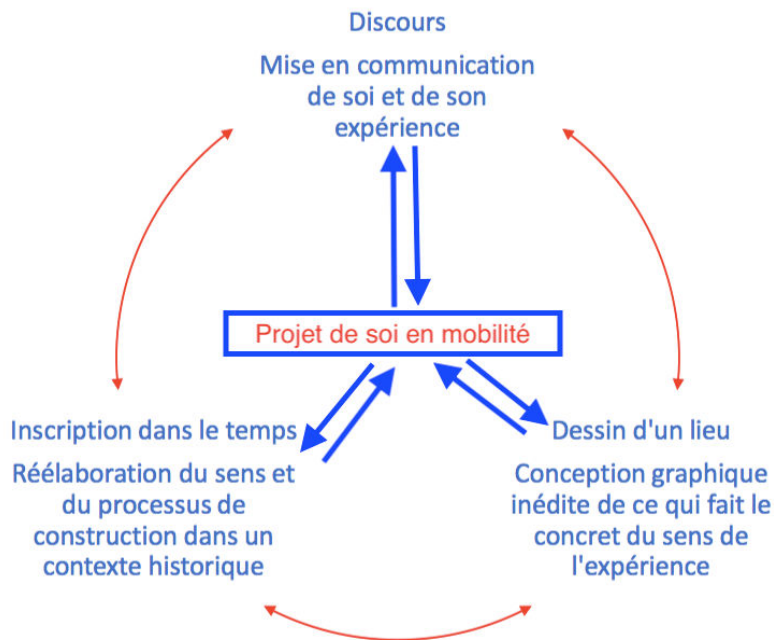 Discours
Mise en communication
de soi et de son
expérience
Projet de soi en mobilité
Inscription dans le temps
Réélaboration du sens et
du processus de
construction dans un
contexte historique
Dessin d'un lieu
Conception graphique
inédite de ce qui fait le
concret du sens de
l'expérience